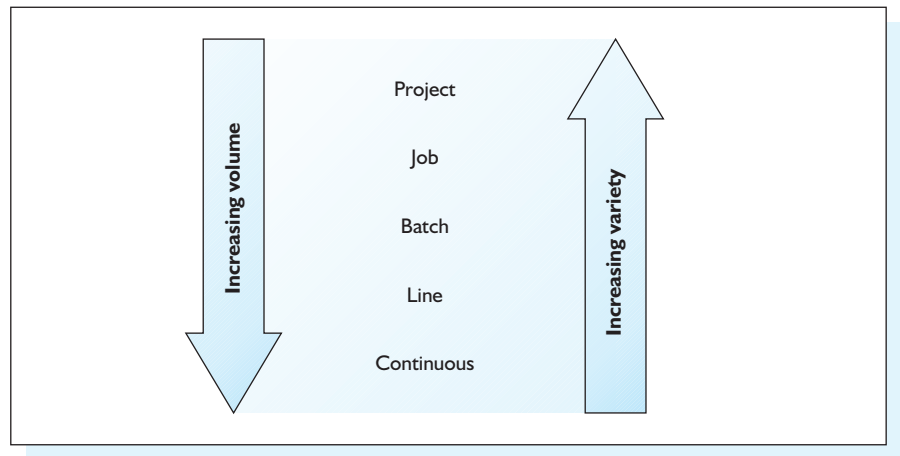 Increasing volume
Project
Job
Batch
Line
Continuous
Increasing variety